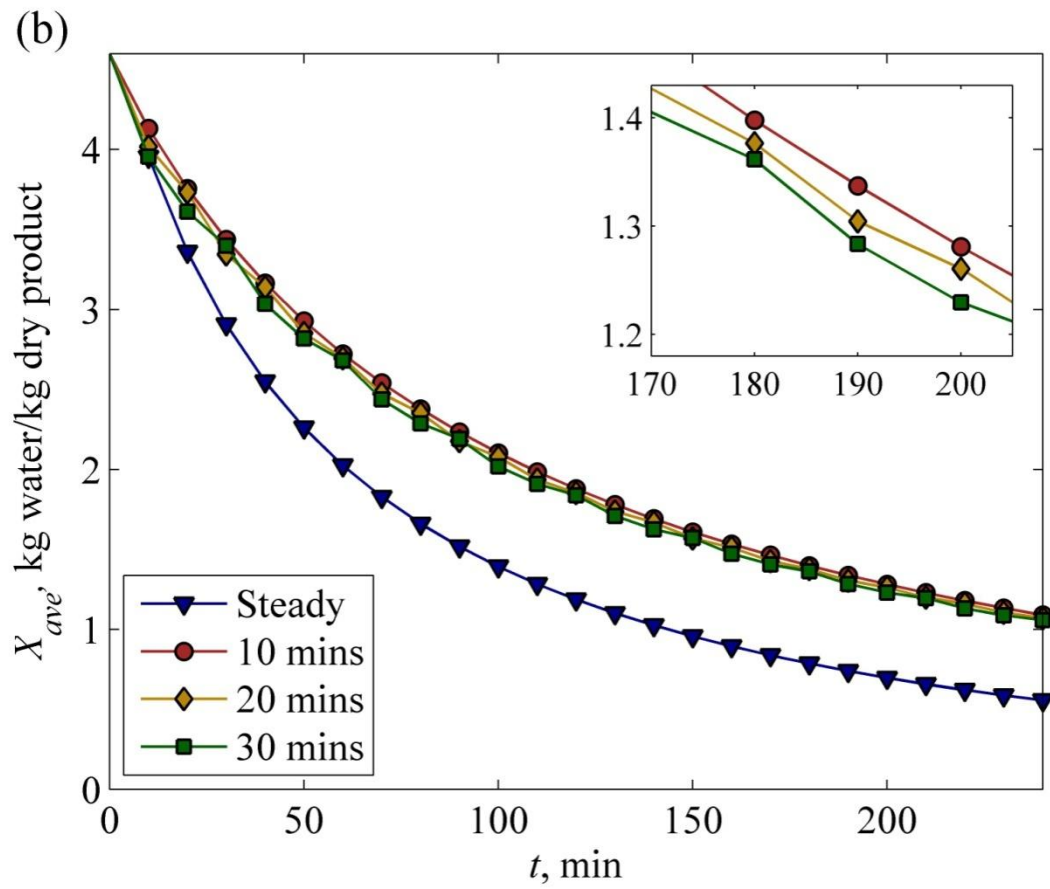 (b)
X_ave, kg water/kg dry product
4
3
2
1
0
1.4
1.3
1.2
170 180 190 200
Steady
10 mins
20 mins
30 mins
0 50 100 150 200
t, min